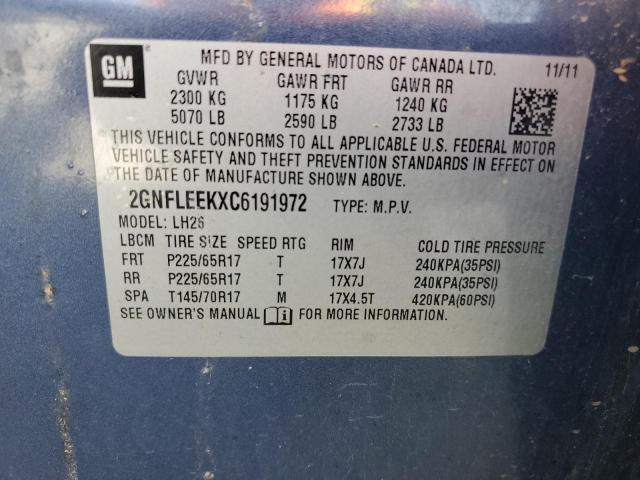 GM
MFD BY GENERAL MOTORS OF CANADA LTD. 11/11
GVWR GAWR FRT GAWR RR
2300 KG 1175 KG 1240 KG
5070 LB 2590 LB 2733 LB
THIS VEHICLE CONFORMS TO ALL APPLICABLE U.S. FEDERAL MOTOR
VEHICLE SAFETY AND THEFT PREVENTION STANDARDS IN EFFECT ON
THE DATE OF MANUFACTURE SHOWN ABOVE.
2GNFLEEKXC6191972 TYPE: M.P.V.
MODEL: LH26
LBCM TIRE SIZE SPEED RTG RIM COLD TIRE PRESSURE
FRT P225/65R17 T 17X7J 240KPA(35PSI)
RR P225/65R17 T 17X7J 240KPA(35PSI)
SPA T145/70R17 M 17X4.5T 420KPA(60PSI)
SEE OWNER'S MANUAL i FOR MORE INFORMATION.